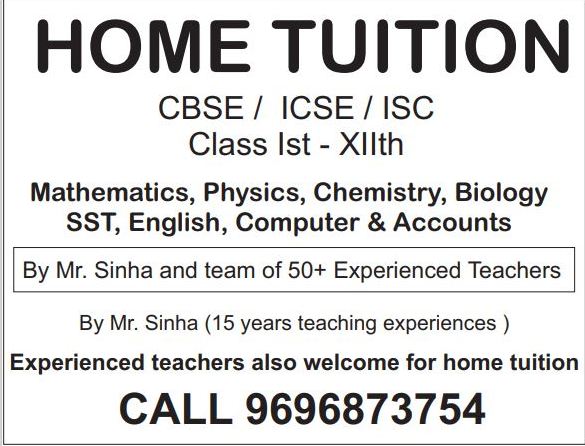 HOME TUITION
CBSE /  ICSE / ISC
Class Ist - XIIth
Mathematics, Physics, Chemistry, Biology
SST, English, Computer & Accounts
By Mr. Sinha and team of 50+ Experienced Teachers
By Mr. Sinha (15 years teaching experiences )
Experienced teachers also welcome for home tuition
CALL 9696873754